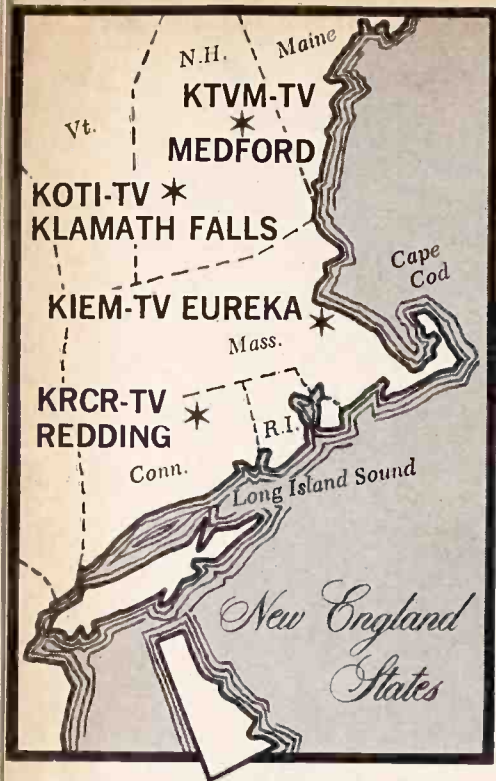 N.H.
Maine
KTVM-TV
MEDFORD
Vt.
KOTI-TV
KLAMATH FALLS
Cape
Cod
KIEM-TV EUREKA
Mass.
KRCR-TV
REDDING
R.I.
Conn.
Long Island Sound
New England
States